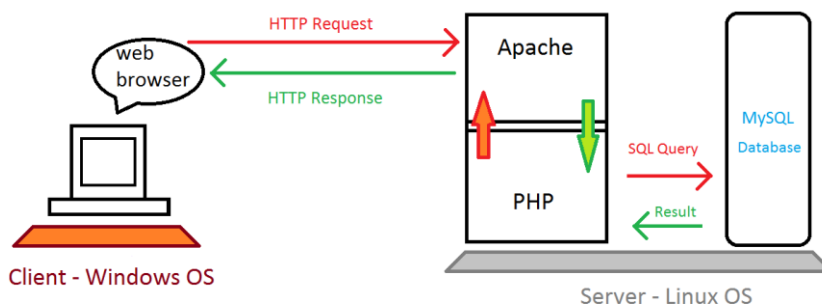 HTTP Request
web
browser
HTTP Response
Apache
PHP
SQL Query
Result
MySQL
Database
Client - Windows OS
Server - Linux OS